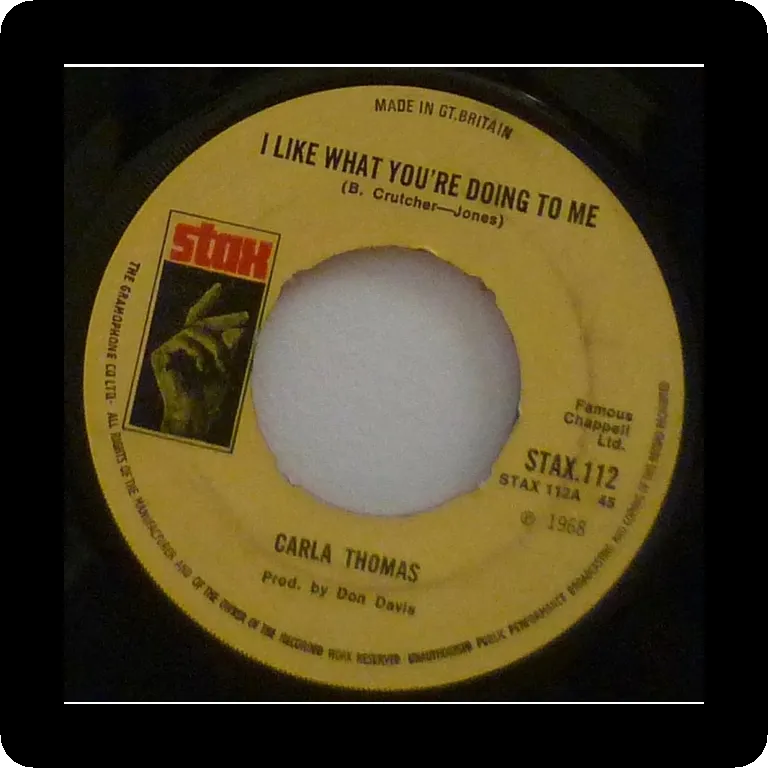 MADE IN GT.BRITAIN
I LIKE WHAT YOU'RE DOING TO ME
(B. Crutcher—Jones)
stax
Famous
Chappell
Ltd.
STAX.112
STAX 112A 45
℗ 1968
CARLA THOMAS
Prod. by Don Davis
THE GRAMOPHONE CO LTD. ALL RIGHTS OF THE MANUFACTURER AND OF THE OWNER OF THE RECORDED WORK RESERVED UNAUTHORISED PUBLIC PERFORMANCE BROADCASTING AND COPYING OF THIS RECORD PROHIBITED